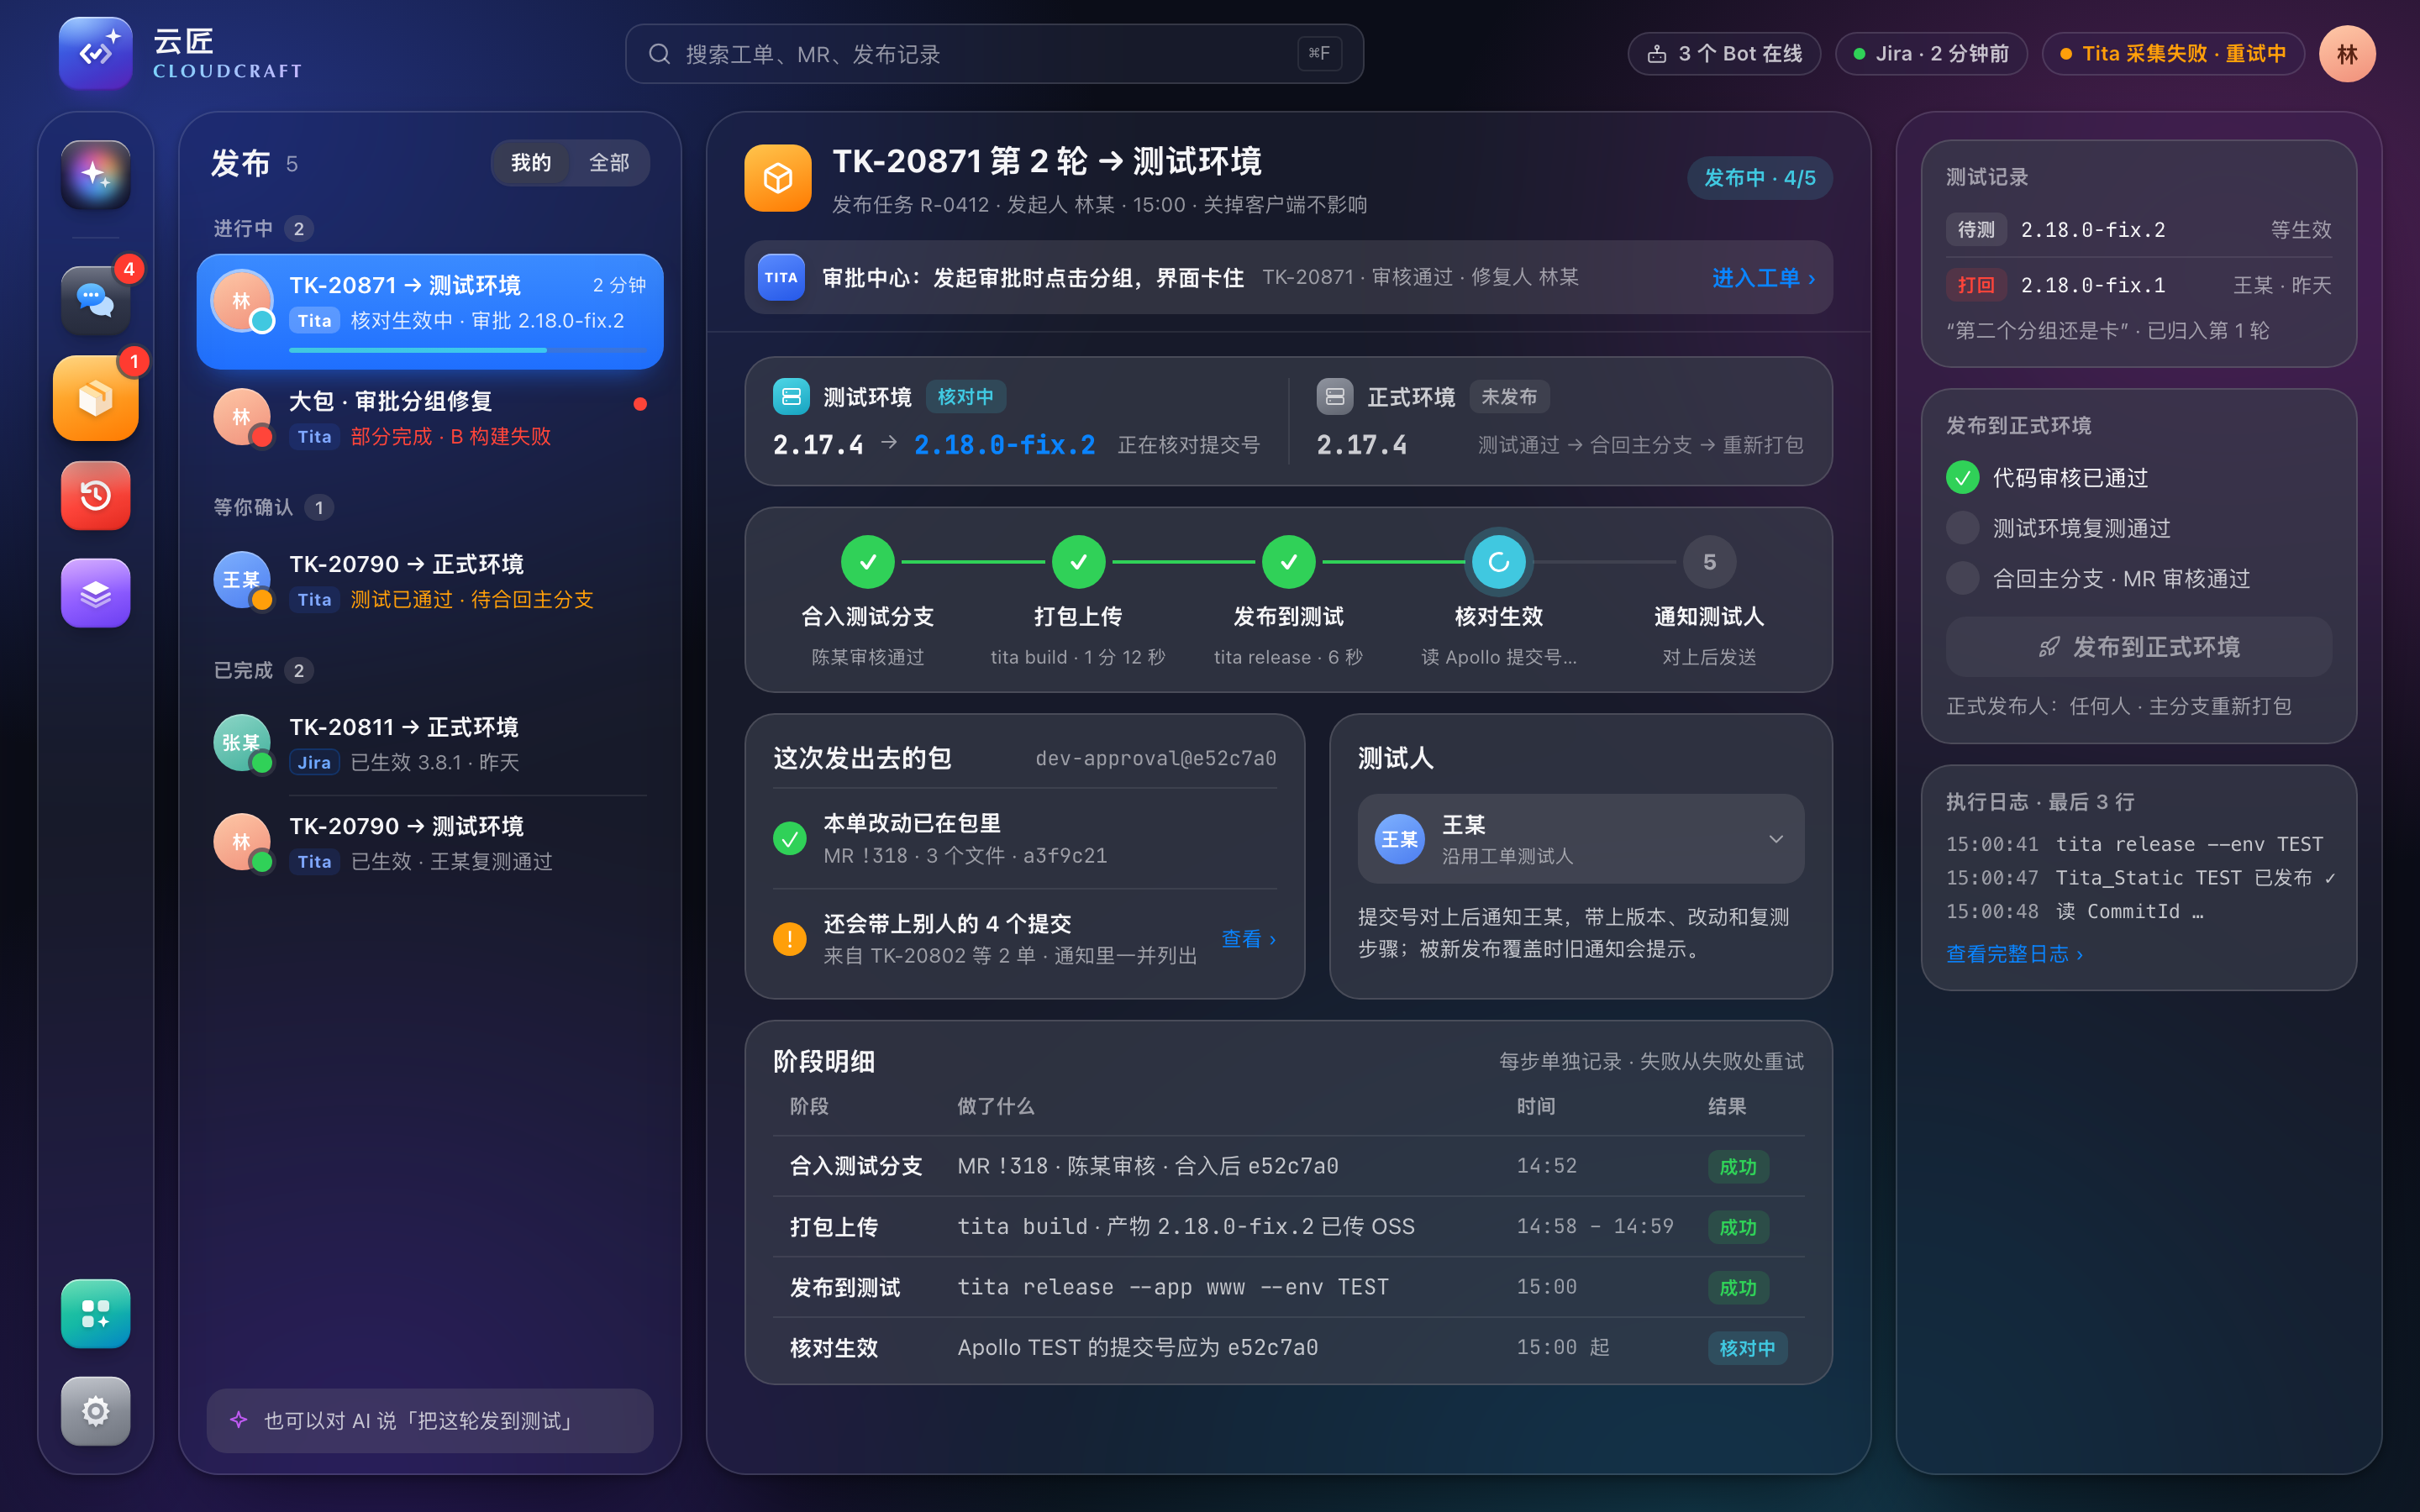 云匠
CLOUDCRAFT
搜索工单、MR、发布记录
⌘F
3 个 Bot 在线
Jira · 2 分钟前
Tita 采集失败 · 重试中
林
4
1
发布 5
我的
全部
进行中 2
林
TK-20871 → 测试环境
2 分钟
Tita 核对生效中 · 审批 2.18.0-fix.2
林
大包 · 审批分组修复
Tita 部分完成 · B 构建失败
等你确认 1
王某
TK-20790 → 正式环境
Tita 测试已通过 · 待合回主分支
已完成 2
张某
TK-20811 → 正式环境
Jira 已生效 3.8.1 · 昨天
林
TK-20790 → 测试环境
Tita 已生效 · 王某复测通过
也可以对 AI 说「把这轮发到测试」
TK-20871 第 2 轮 → 测试环境
发布任务 R-0412 · 发起人 林某 · 15:00 · 关掉客户端不影响
发布中 · 4/5
TITA 审批中心：发起审批时点击分组，界面卡住 TK-20871 · 审核通过 · 修复人 林某 进入工单 ›
测试环境 核对中
2.17.4 → 2.18.0-fix.2 正在核对提交号
正式环境 未发布
2.17.4 测试通过 → 合回主分支 → 重新打包
5
合入测试分支 打包上传 发布到测试 核对生效 通知测试人
陈某审核通过 tita build · 1 分 12 秒 tita release · 6 秒 读 Apollo 提交号… 对上后发送
这次发出去的包 dev-approval@e52c7a0
本单改动已在包里
MR !318 · 3 个文件 · a3f9c21
还会带上别人的 4 个提交
来自 TK-20802 等 2 单 · 通知里一并列出
查看 ›
测试人
王某
王某
沿用工单测试人
提交号对上后通知王某，带上版本、改动和复测
步骤；被新发布覆盖时旧通知会提示。
阶段明细 每步单独记录 · 失败从失败处重试
阶段 做了什么 时间 结果
合入测试分支 MR !318 · 陈某审核 · 合入后 e52c7a0 14:52 成功
打包上传 tita build · 产物 2.18.0-fix.2 已传 OSS 14:58 – 14:59 成功
发布到测试 tita release --app www --env TEST 15:00 成功
核对生效 Apollo TEST 的提交号应为 e52c7a0 15:00 起 核对中
测试记录
待测 2.18.0-fix.2 等生效
打回 2.18.0-fix.1 王某 · 昨天
“第二个分组还是卡” · 已归入第 1 轮
发布到正式环境
代码审核已通过
测试环境复测通过
合回主分支 · MR 审核通过
发布到正式环境
正式发布人：任何人 · 主分支重新打包
执行日志 · 最后 3 行
15:00:41 tita release --env TEST
15:00:47 Tita_Static TEST 已发布 ✓
15:00:48 读 CommitId …
查看完整日志 ›